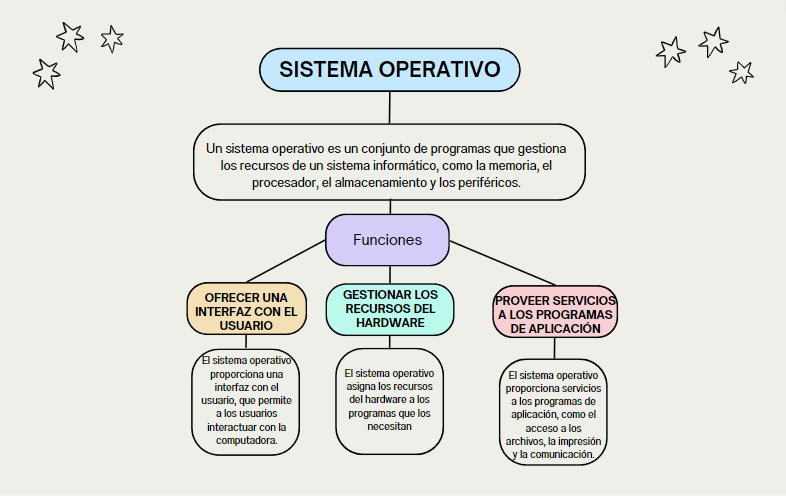 SISTEMA OPERATIVO
Un sistema operativo es un conjunto de programas que gestiona
los recursos de un sistema informático, como la memoria, el
procesador, el almacenamiento y los periféricos.
Funciones
OFRECER UNA
INTERFAZ CON EL
USUARIO
El sistema operativo
proporciona una
interfaz con el
usuario, que permite
a los usuarios
interactuar con la
computadora.
GESTIONAR LOS
RECURSOS DEL
HARDWARE
El sistema operativo
asigna los recursos
del hardware a los
programas que los
necesitan
PROVEER SERVICIOS
A LOS PROGRAMAS
DE APLICACIÓN
El sistema operativo
proporciona servicios
a los programas de
aplicación, como el
acceso a los
archivos, la impresión
y la comunicación.